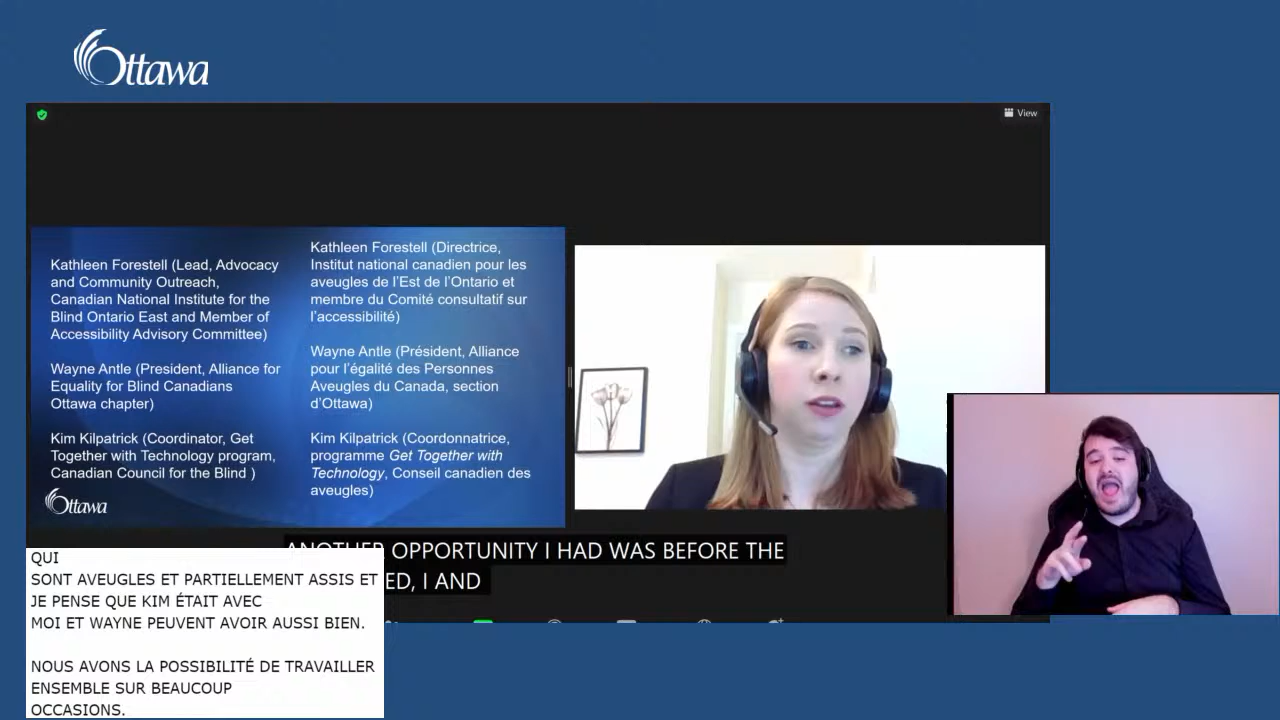 Ottawa
View
Kathleen Forestell (Lead, Advocacy
and Community Outreach,
Canadian National Institute for the
Blind Ontario East and Member of
Accessibility Advisory Committee)
Wayne Antle (President, Alliance for
Equality for Blind Canadians
Ottawa chapter)
Kim Kilpatrick (Coordinator, Get
Together with Technology program,
Canadian Council for the Blind )
Ottawa
Kathleen Forestell (Directrice,
Institut national canadien pour les
aveugles de l'Est de l'Ontario et
membre du Comité consultatif sur
l'accessibilité)
Wayne Antle (Président, Alliance
pour l'égalité des Personnes
Aveugles du Canada, section
d'Ottawa)
Kim Kilpatrick (Coordonnatrice,
programme Get Together with
Technology, Conseil canadien des
aveugles)
ANOTHER OPPORTUNITY I HAD WAS BEFORE THE
ED, I AND
QUI
SONT AVEUGLES ET PARTIELLEMENT ASSIS ET
JE PENSE QUE KIM ÉTAIT AVEC
MOI ET WAYNE PEUVENT AVOIR AUSSI BIEN.
NOUS AVONS LA POSSIBILITÉ DE TRAVAILLER
ENSEMBLE SUR BEAUCOUP
OCCASIONS.